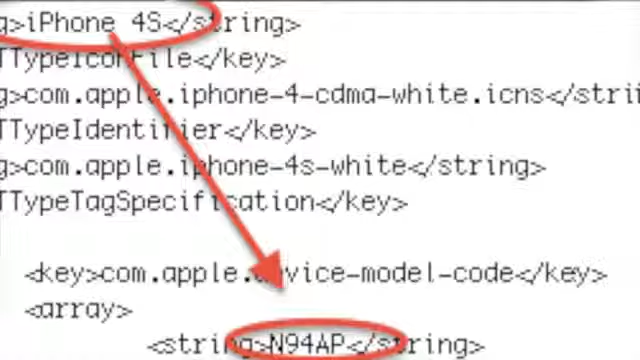 g>iPhone 4S</string>
TTypeIconFile</key>
g>com.apple.iphone-4-cdma-white.icns</stri
TTypeIdentifier</key>
g>com.apple.iphone-4s-white</string>
TTypeTagSpecification</key>
<key>com.apple.device-model-code</key>
<array>
<string>N94AP</string>